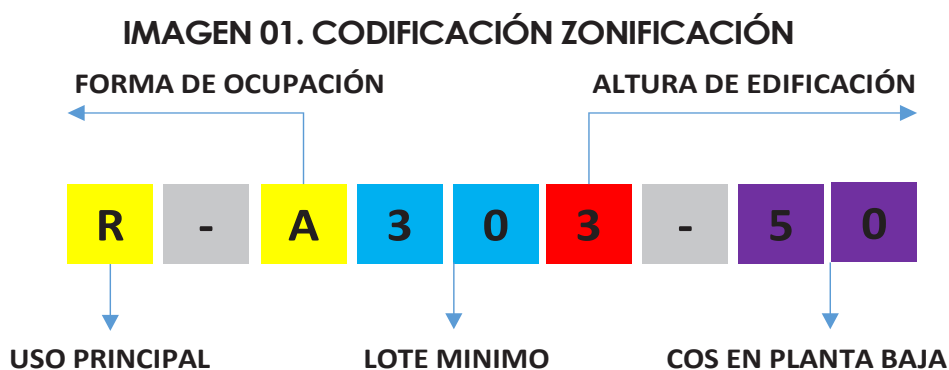 IMAGEN 01. CODIFICACIÓN ZONIFICACIÓN
FORMA DE OCUPACIÓN ALTURA DE EDIFICACIÓN
R - A 3 0 3 - 5 0
USO PRINCIPAL LOTE MINIMO COS EN PLANTA BAJA